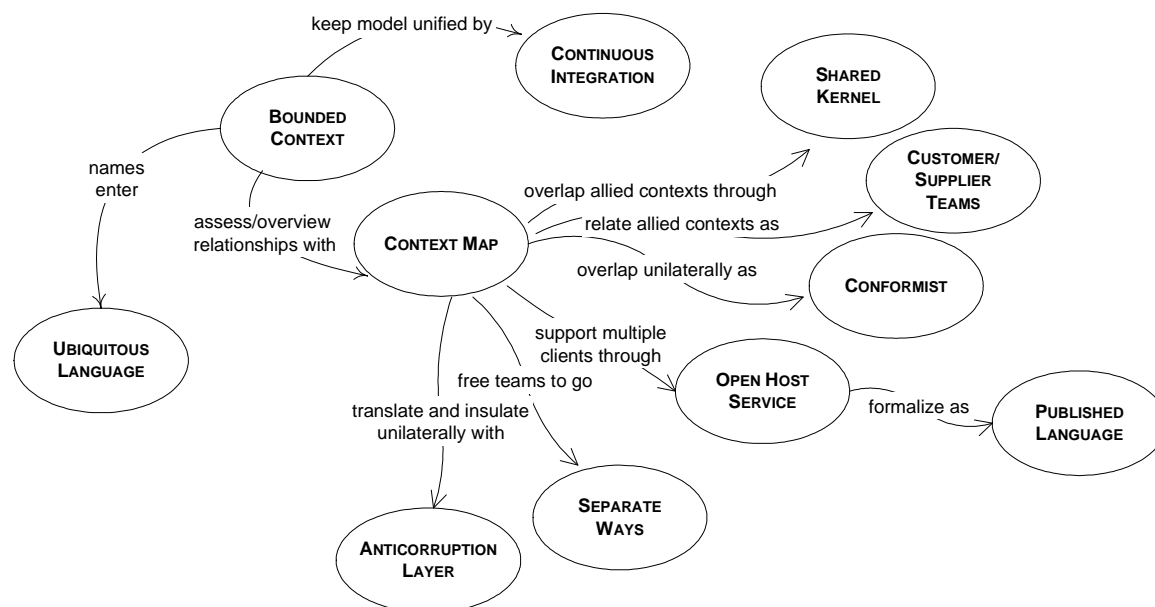 keep model unified by
CONTINUOUS
INTEGRATION
SHARED
KERNEL
BOUNDED
CONTEXT
names
enter
CUSTOMER/
SUPPLIER
TEAMS
overlap allied contexts through
assess/overview
relationships with
relate allied contexts as
CONTEXT MAP
overlap unilaterally as
CONFORMIST
support multiple
clients through
UBIQUITOUS
LANGUAGE
free teams to go
OPEN HOST
SERVICE
formalize as
PUBLISHED
LANGUAGE
translate and insulate
unilaterally with
SEPARATE
WAYS
ANTICORRUPTION
LAYER